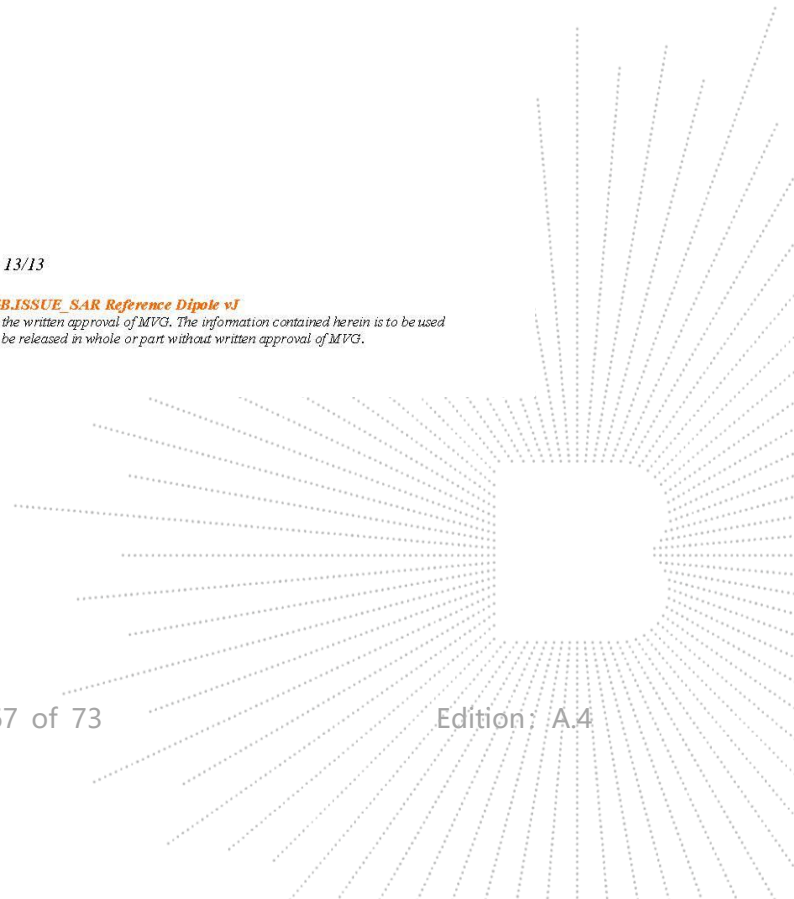 13/13
B.ISSUE_SAR Reference Dipole vJ
the written approval of MVG. The information contained herein is to be used
be released in whole or part without written approval of MVG.
7 of 73 Edition: A.4